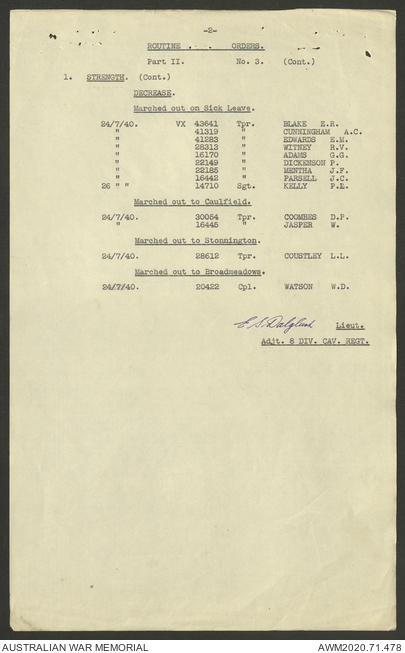 -2-
ROUTINE . . . ORDERS.
Part II. No. 3. (Cont.)
1. STRENGTH. (Cont.)
DECREASE.
Marched out on Sick Leave.
24/7/40. VX 43641 Tpr. BLAKE E.R.
" 41319 " CUNNINGHAM A.C.
" 41283 " EDWARDS E.M.
" 28313 " WITNEY R.V.
" 16170 " ADAMS G.G.
" 22149 " DICKENSON P.
" 22185 " MENTHA J.F.
" 16442 " PARSELL J.C.
26 " " 14710 Sgt. KELLY P.E.
Marched out to Caulfield.
24/7/40. 30054 Tpr. COOMBES D.P.
" 16445 " JASPER W.
Marched out to Stonnington.
24/7/40. 28612 Tpr. COUSTLEY L.L.
Marched out to Broadmeadows.
24/7/40. 20422 Cpl. WATSON W.D.
E S Dalglish Lieut.
Adjt. 8 DIV. CAV. REGT.
AUSTRALIAN WAR MEMORIAL AWM2020.71.478